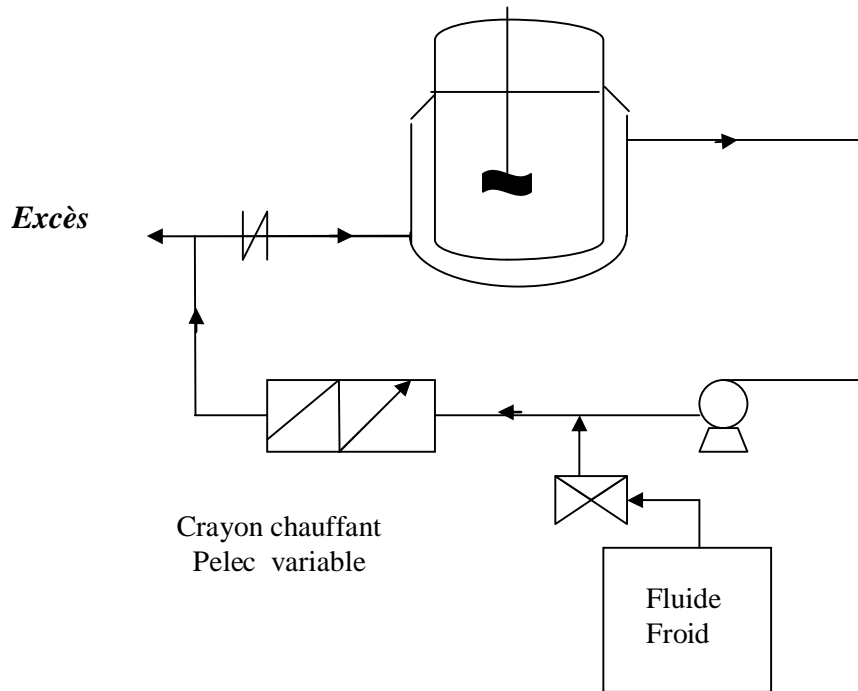 Excès
Crayon chauffant
Pelec variable
Fluide
Froid